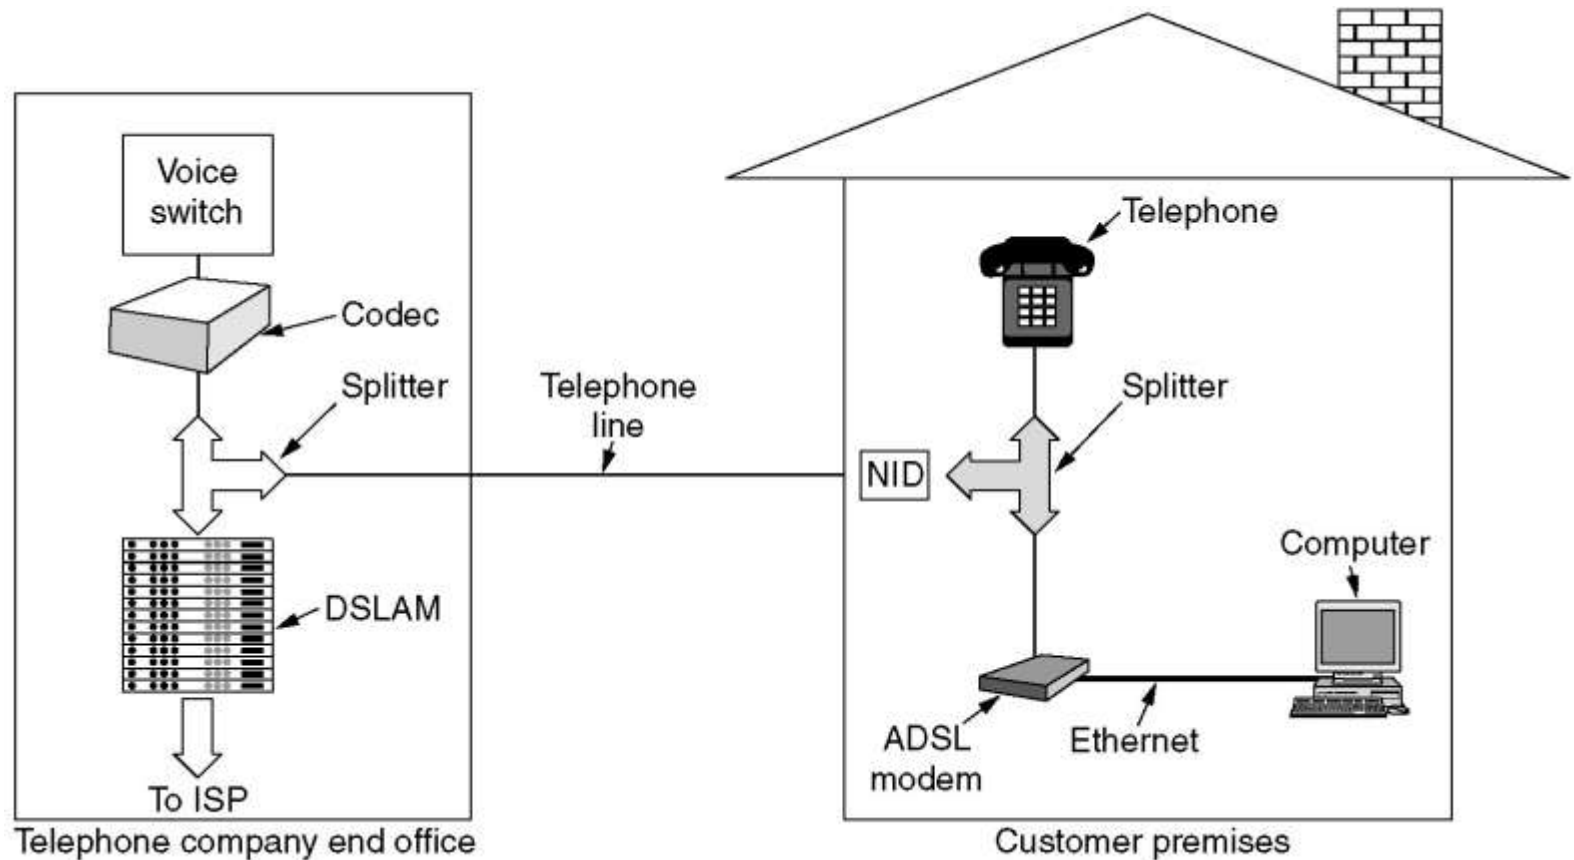 Voice
switch
Codec
Splitter
DSLAM
To ISP
Telephone company end office
Telephone
line
Telephone
Splitter
NID
Computer
ADSL
modem
Ethernet
Customer premises